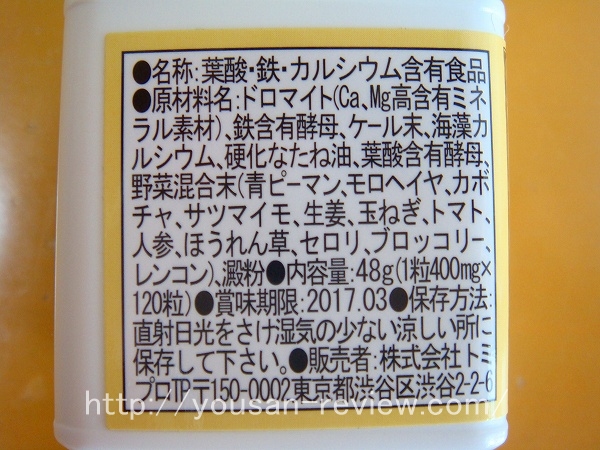 ●名称:葉酸・鉄・カルシウム含有食品
●原材料名:ドロマイト(Ca、Mg高含有ミネ
ラル素材)、鉄含有酵母、ケール末、海藻カ
ルシウム、硬化なたね油、葉酸含有酵母、
野菜混合末(青ピーマン、モロヘイヤ、カボ
チャ、サツマイモ、生姜、玉ねぎ、トマト、
人参、ほうれん草、セロリ、ブロッコリー、
レンコン)、澱粉●内容量:48g(1粒400mg×
120粒)●賞味期限:2017.03●保存方法:
直射日光をさけ湿気の少ない涼しい所に
保存して下さい。●販売者:株式会社トミ
プロTP〒150-0002東京都渋谷区渋谷2-2-6
http://yousan-review.com/